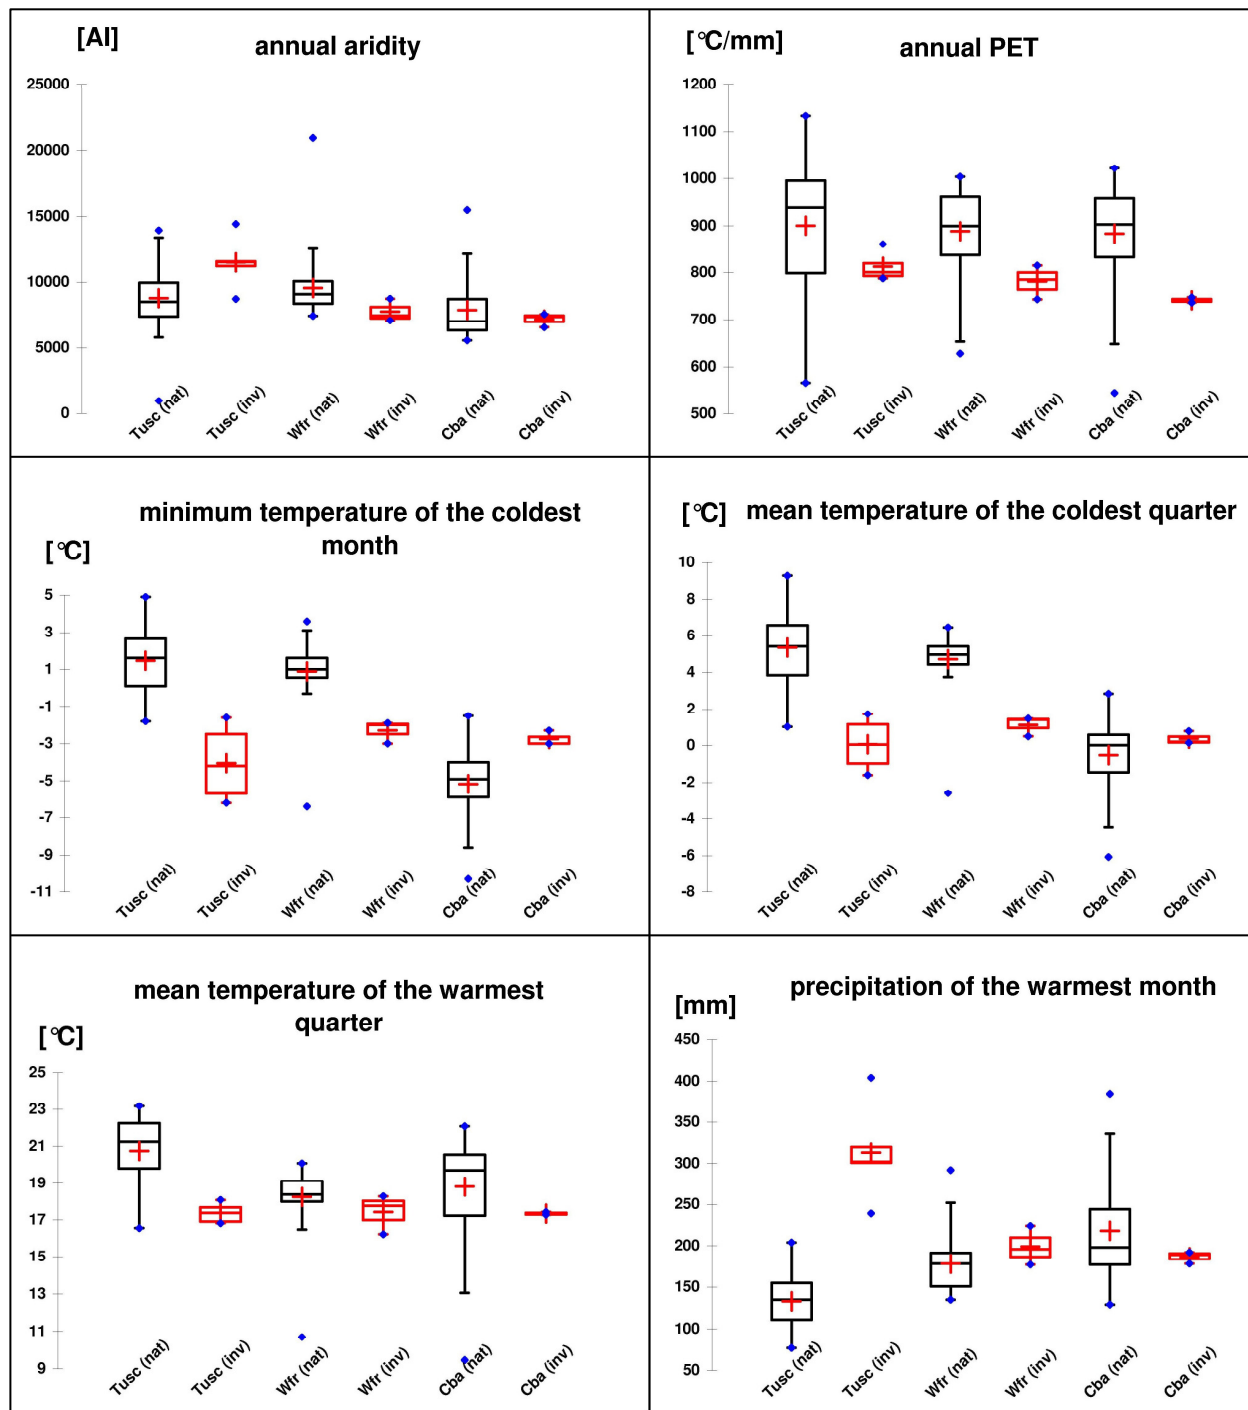 [AI]
annual aridity
25000
20000
15000
10000
5000
0
Tusc (nat)
Tusc (inv)
Wfr (nat)
Wfr (inv)
Cba (nat)
Cba (inv)
[°C/mm]
annual PET
1200
1100
1000
900
800
700
600
500
Tusc (nat)
Tusc (inv)
Wfr (nat)
Wfr (inv)
Cba (nat)
Cba (inv)
minimum temperature of the coldest
month
[°C]
5
3
1
-1
-3
-5
-7
-9
-11
Tusc (nat)
Tusc (inv)
Wfr (nat)
Wfr (inv)
Cba (nat)
Cba (inv)
[°C]
mean temperature of the coldest quarter
10
8
6
4
2
0
-2
-4
-6
-8
Tusc (nat)
Tusc (inv)
Wfr (nat)
Wfr (inv)
Cba (nat)
Cba (inv)
mean temperature of the warmest
quarter
[°C]
25
23
21
19
17
15
13
11
9
Tusc (nat)
Tusc (inv)
Wfr (nat)
Wfr (inv)
Cba (nat)
Cba (inv)
precipitation of the warmest month
[mm]
450
400
350
300
250
200
150
100
50
Tusc (nat)
Tusc (inv)
Wfr (nat)
Wfr (inv)
Cba (nat)
Cba (inv)